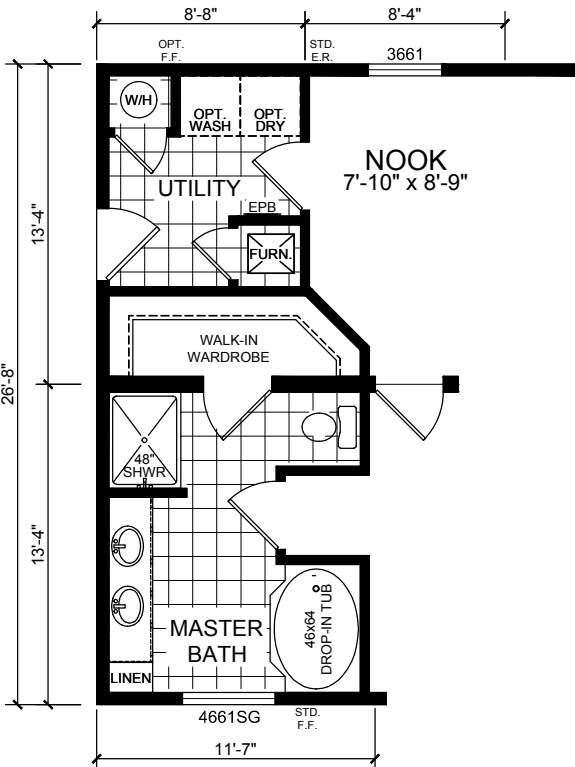 8'-8"
8'-4"
OPT.
F.F.
STD.
E.R.
3661
W/H
OPT.
WASH
OPT.
DRY
NOOK
7'-10" x 8'-9"
UTILITY
EPB
13'-4"
FURN.
WALK-IN
WARDROBE
26'-8"
48"
SHWR
13'-4"
46x64
DROP-IN TUB
MASTER
BATH
LINEN
4661SG
STD.
F.F.
11'-7"